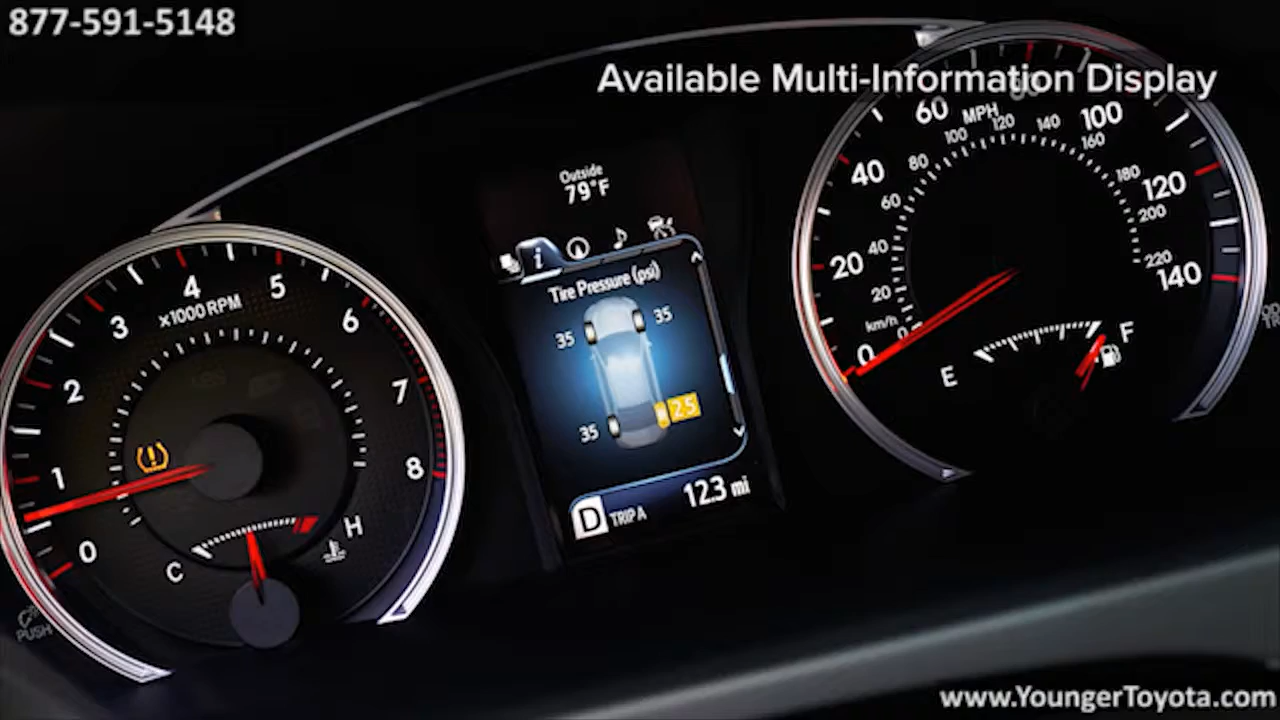 877-591-5148
Available Multi-Information Display
Outside
79°F
i
Tire Pressure (psi)
35 35
35 25
D TRIP A 12.3 mi
0 1 2 3 4 5 6 7 8
x1000 RPM
!
C H
PUSH
0 20 40 60 80 100 120 140
MPH
0 20 40 60 80 100 120 140 160 180 200 220
km/h
E F
www.YoungerToyota.com